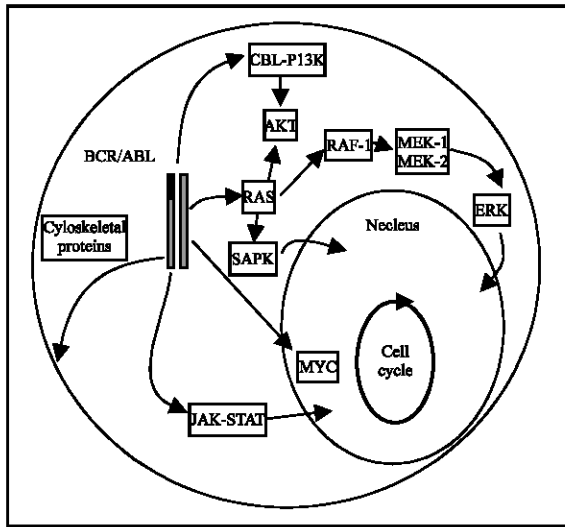 CBL-P13K
AKT
BCR/ABL
RAF-1
MEK-1
MEK-2
RAS
ERK
Cyloskeletal
proteins
Necleus
SAPK
MYC
Cell
cycle
JAK-STAT